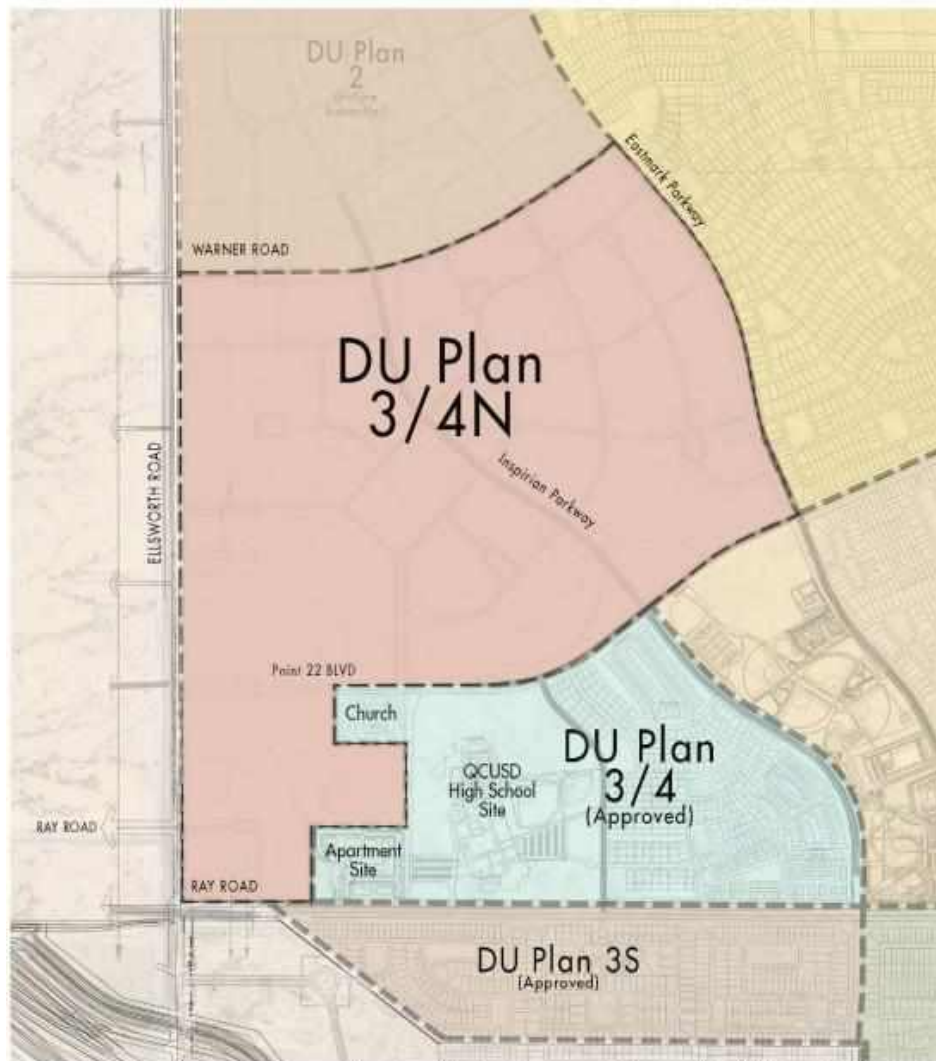 DU Plan
2
Eastmark Parkway
WARNER ROAD
DU Plan
3/4N
Inspirian Parkway
ELLSWORTH ROAD
Point 22 BLVD
Church
DU Plan
3/4
(Approved)
QCUSD
High School
Site
RAY ROAD
Apartment
Site
RAY ROAD
DU Plan 3S
(Approved)